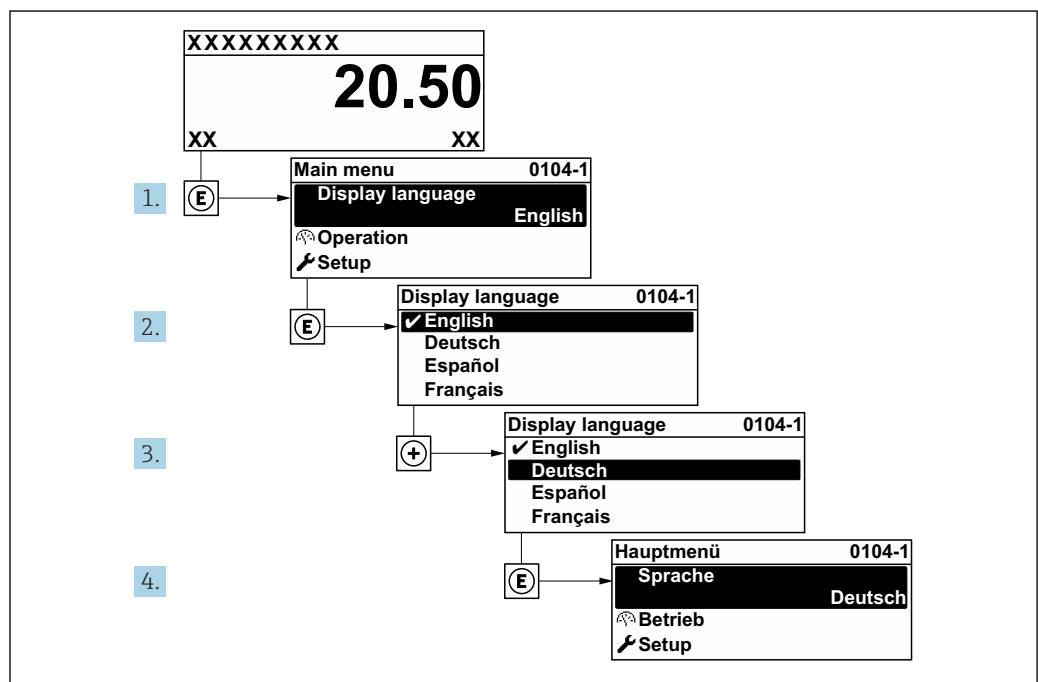 XXXXXXXXX
20.50
XX XX
1. E
Main menu 0104-1
Display language
English
Operation
Setup
2. E
Display language 0104-1
✔ English
Deutsch
Español
Français
3. +
Display language 0104-1
✔ English
Deutsch
Español
Français
4. E
Hauptmenü 0104-1
Sprache
Deutsch
Betrieb
Setup